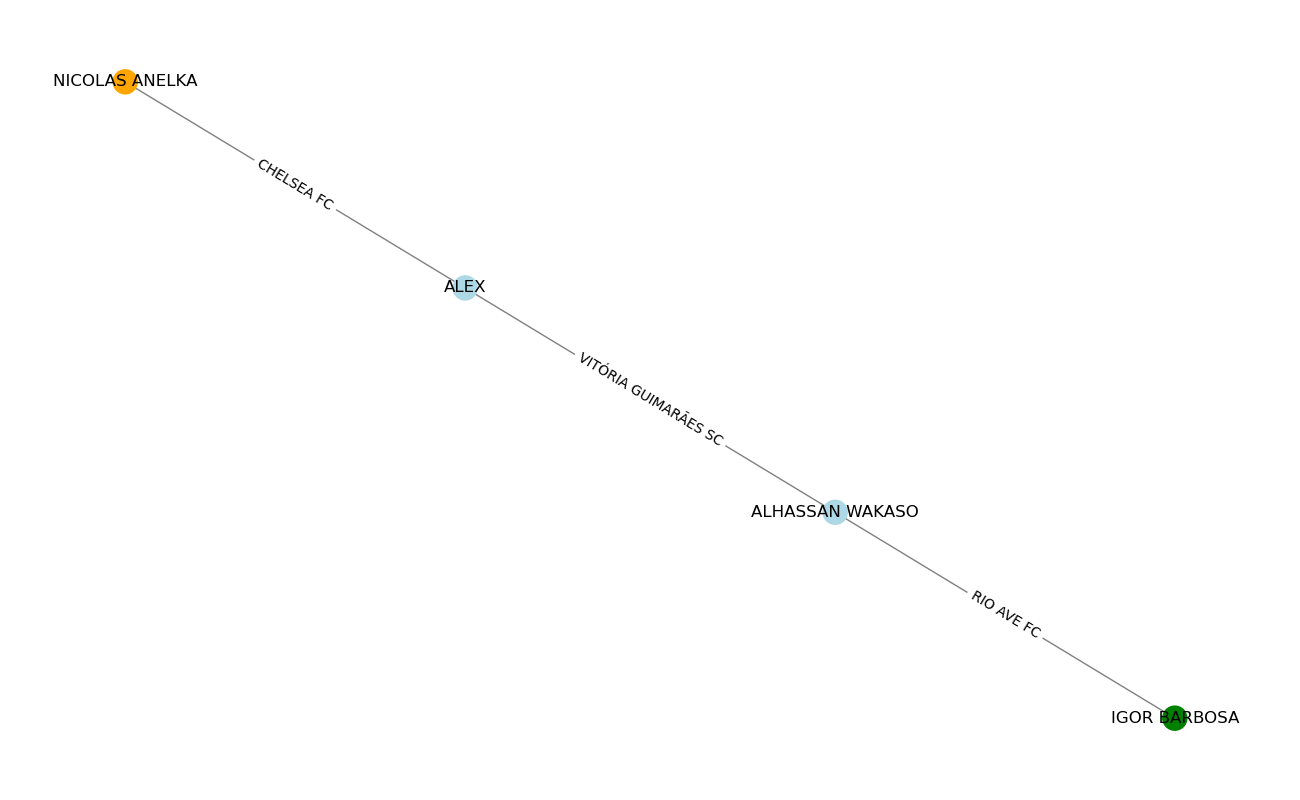 NICOLAS ANELKA
CHELSEA FC
ALEX
VITÓRIA GUIMARÃES SC
ALHASSAN WAKASO
RIO AVE FC
IGOR BARBOSA